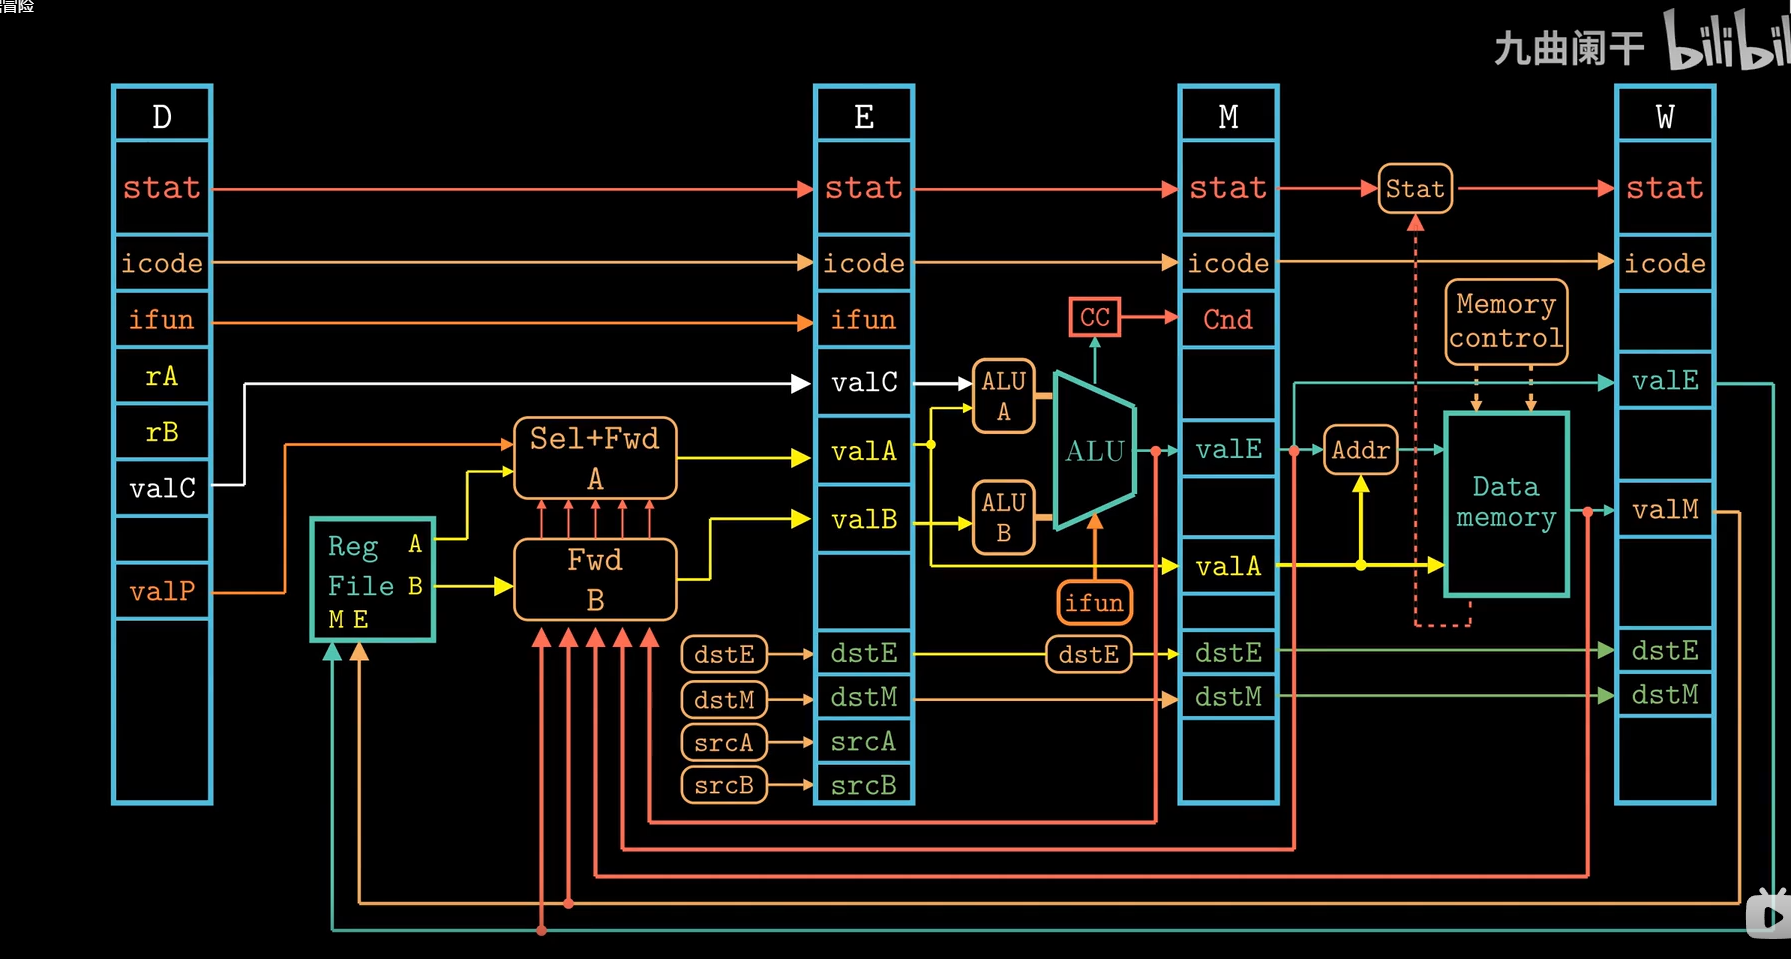 冒险
九曲阑干 bilibil
D
E
M
W
stat
stat
stat
Stat
stat
icode
icode
icode
icode
ifun
ifun
CC
Cnd
Memory
control
rA
valC
ALU
A
valE
rB
Sel+Fwd
A
valA
ALU
valE
Addr
valC
valB
ALU
B
Data
memory
valM
Reg
File
A
B
M E
Fwd
B
valP
ifun
valA
dstE
dstE
dstE
dstE
dstE
dstM
dstM
dstM
dstM
srcA
srcA
srcB
srcB